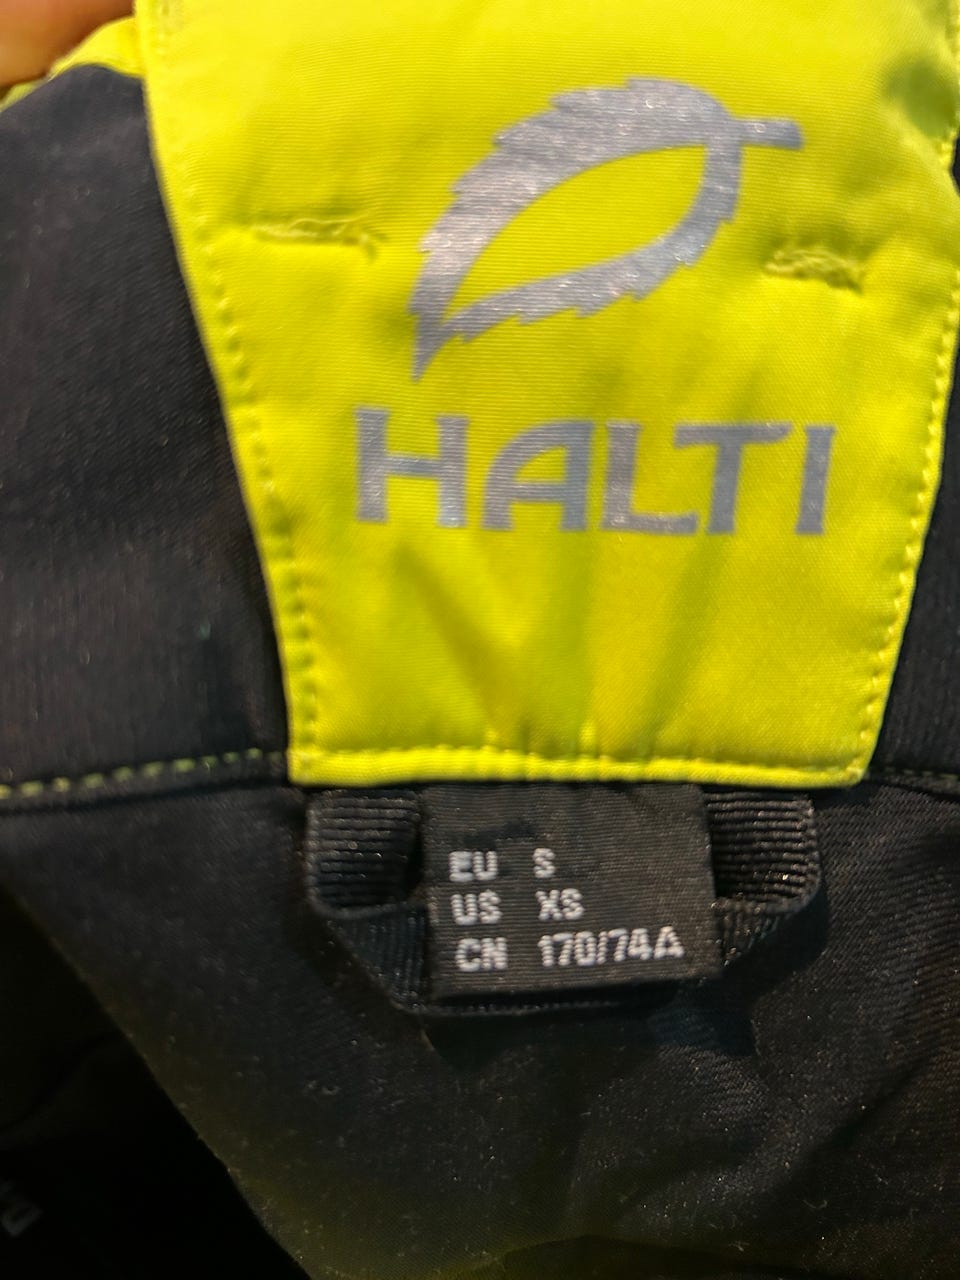 HALTI
EU S
US XS
CN 170/74A